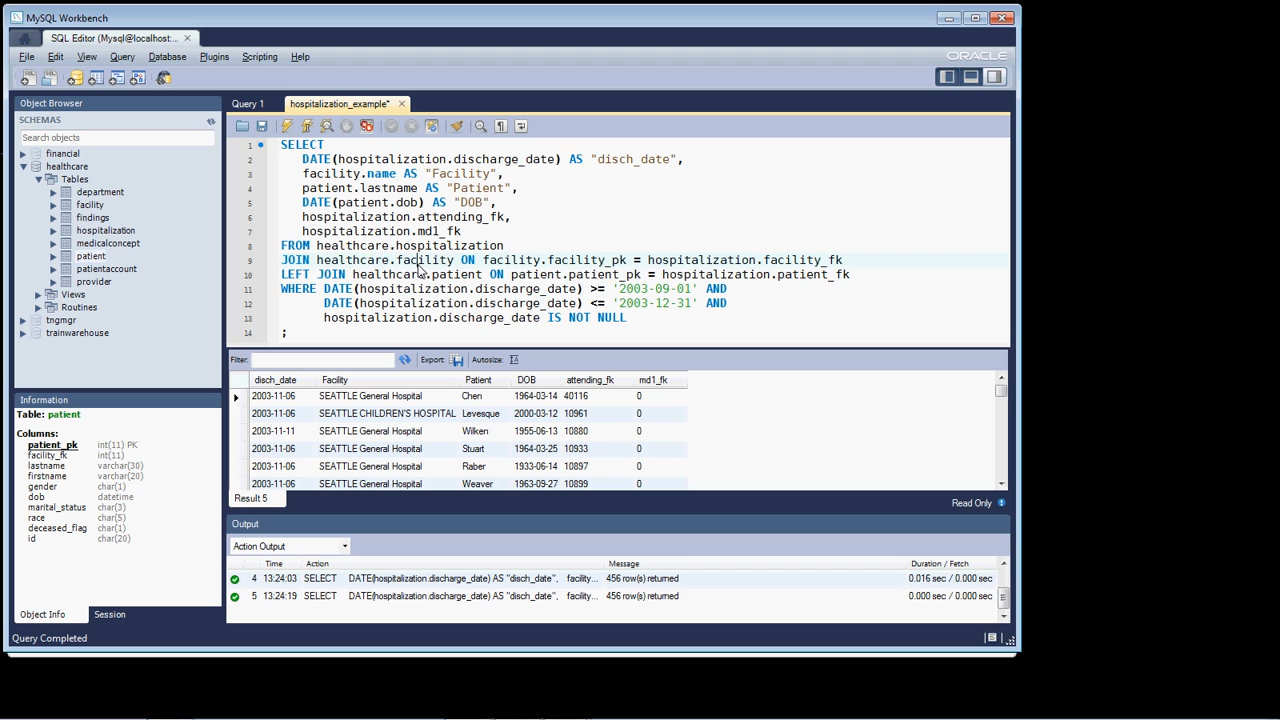 MySQL Workbench
SQL Editor (Mysql@localhost:...
File Edit View Query Database Plugins Scripting Help
ORACLE
Object Browser
SCHEMAS
Search objects
financial
healthcare
Tables
department
facility
findings
hospitalization
medicalconcept
patient
patientaccount
provider
Views
Routines
tngmgr
trainwarehouse
Information
Table: patient
Columns:
patient_pk int(11) PK
facility_fk int(11)
lastname varchar(30)
firstname varchar(20)
gender char(1)
dob datetime
marital_status char(3)
race char(5)
deceased_flag char(1)
id char(20)
Object Info Session
Query Completed
Query 1 hospitalization_example*
1 SELECT
2 DATE(hospitalization.discharge_date) AS "disch_date",
3 facility.name AS "Facility",
4 patient.lastname AS "Patient",
5 DATE(patient.dob) AS "DOB",
6 hospitalization.attending_fk,
7 hospitalization.md1_fk
8 FROM healthcare.hospitalization
9 JOIN healthcare.facility ON facility.facility_pk = hospitalization.facility_fk
10 LEFT JOIN healthcare.patient ON patient.patient_pk = hospitalization.patient_fk
11 WHERE DATE(hospitalization.discharge_date) >= '2003-09-01' AND
12 DATE(hospitalization.discharge_date) <= '2003-12-31' AND
13 hospitalization.discharge_date IS NOT NULL
14 ;
Filter: Export: Autosize:
disch_date Facility Patient DOB attending_fk md1_fk
2003-11-06 SEATTLE General Hospital Chen 1964-03-14 40116 0
2003-11-06 SEATTLE CHILDREN'S HOSPITAL Levesque 2000-03-12 10961 0
2003-11-11 SEATTLE General Hospital Wilken 1955-06-13 10880 0
2003-11-06 SEATTLE General Hospital Stuart 1964-03-25 10933 0
2003-11-06 SEATTLE General Hospital Raber 1933-06-14 10897 0
2003-11-06 SEATTLE General Hospital Weaver 1963-09-27 10899 0
Result 5
Read Only
Output
Action Output
Time Action Message Duration / Fetch
4 13:24:03 SELECT DATE(hospitalization.discharge_date) AS "disch_date", facility... 456 row(s) returned 0.016 sec / 0.000 sec
5 13:24:19 SELECT DATE(hospitalization.discharge_date) AS "disch_date", facility... 456 row(s) returned 0.000 sec / 0.000 sec